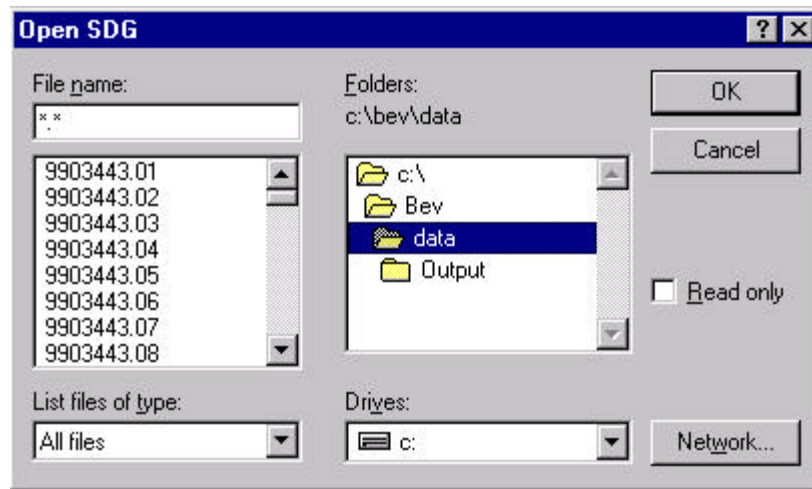 Open SDG
File name:
*.*
9903443.01
9903443.02
9903443.03
9903443.04
9903443.05
9903443.06
9903443.07
9903443.08
List files of type:
All files
Folders:
c:\bev\data
c:\
Bev
data
Output
Drives:
c:
OK
Cancel
Read only
Network...